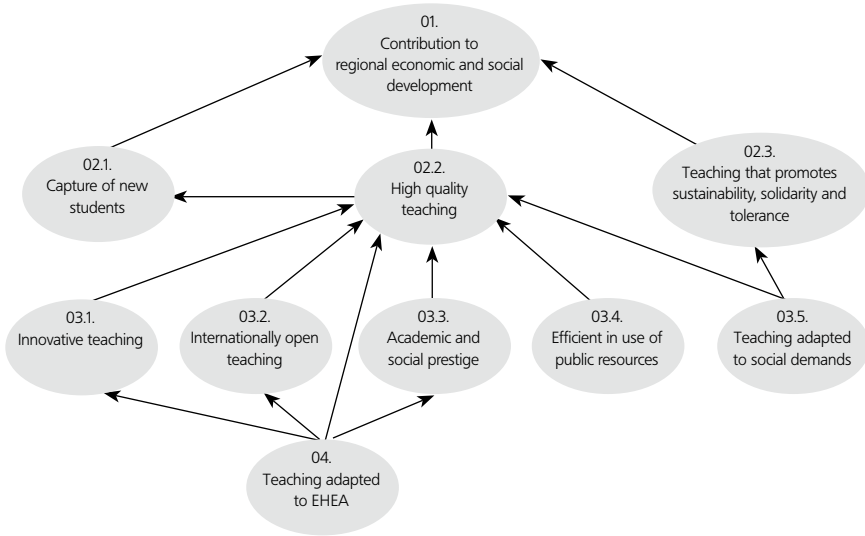 01.
Contribution to
regional economic and social
development
02.1.
Capture of new
students
02.2.
High quality
teaching
02.3.
Teaching that promotes
sustainability, solidarity and
tolerance
03.1.
Innovative teaching
03.2.
Internationally open
teaching
03.3.
Academic and
social prestige
03.4.
Efficient in use of
public resources
03.5.
Teaching adapted
to social demands
04.
Teaching adapted
to EHEA